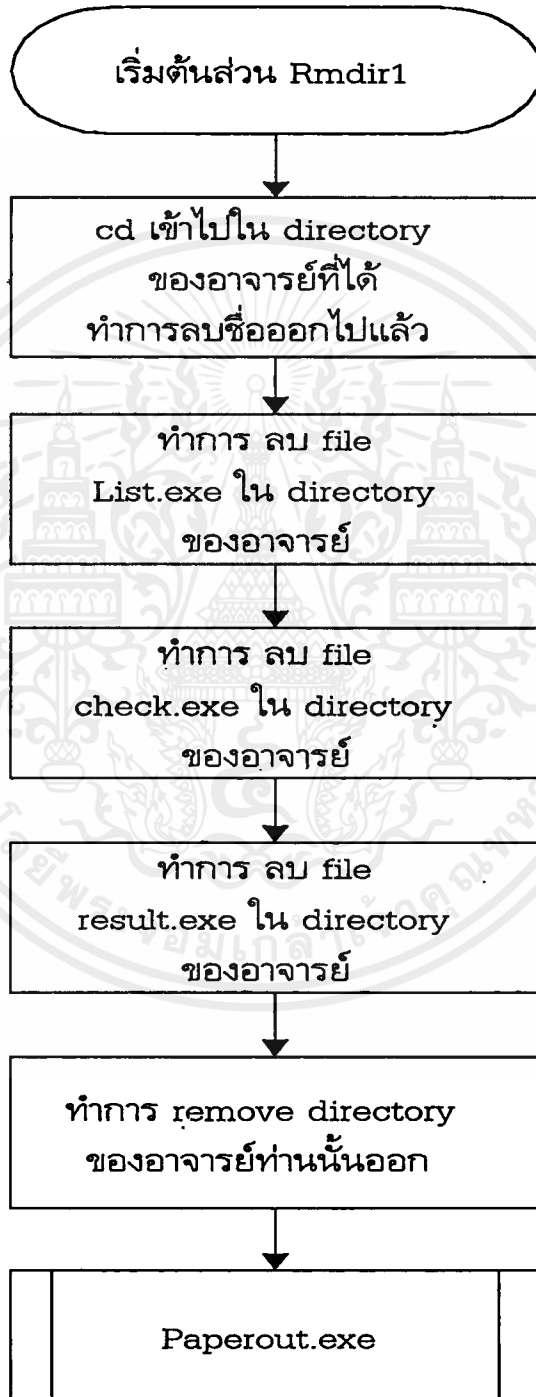 เริ่มต้นส่วน Rmdir1
cd เข้าไปใน directory
ของอาจารย์ที่ได้
ทำการลบชื่อออกไปแล้ว
ทำการ ลบ file
List.exe ใน directory
ของอาจารย์
ทำการ ลบ file
check.exe ใน directory
ของอาจารย์
ทำการ ลบ file
result.exe ใน directory
ของอาจารย์
ทำการ remove directory
ของอาจารย์ท่านนั้นออก
Paperout.exe